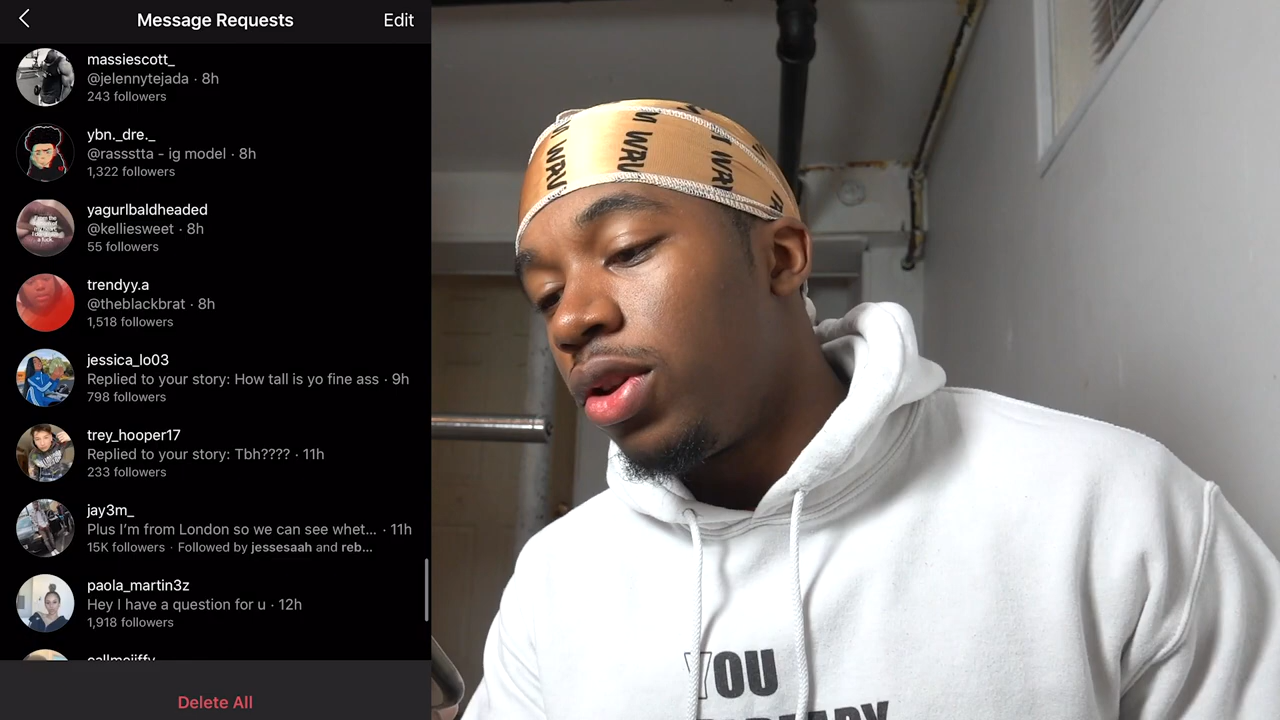 Message Requests
Edit
massiescott_
@jelennytejada · 8h
243 followers
ybn._dre._
@rassstta - ig model · 8h
1,322 followers
yagurlbaldheaded
@kelliesweet · 8h
55 followers
trendyy.a
@theblackbrat · 8h
1,518 followers
jessica_lo03
Replied to your story: How tall is yo fine ass · 9h
798 followers
trey_hooper17
Replied to your story: Tbh???? · 11h
233 followers
jay3m_
Plus I'm from London so we can see whet... · 11h
15K followers · Followed by jessesaah and reb...
paola_martin3z
Hey I have a question for u · 12h
1,918 followers
Delete All
YOU